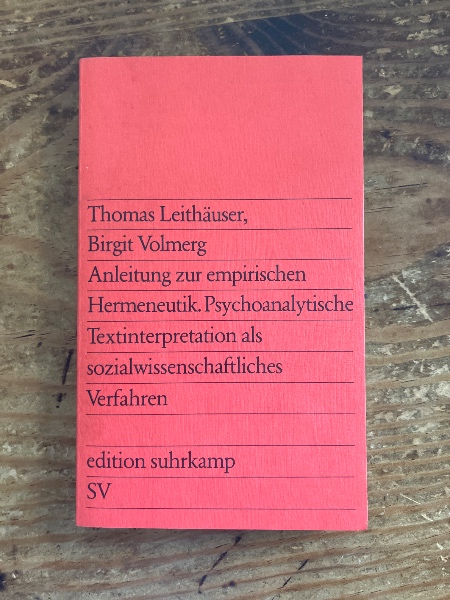 Thomas Leithäuser,
Birgit Volmerg
Anleitung zur empirischen
Hermeneutik. Psychoanalytische
Textinterpretation als
sozialwissenschaftliches
Verfahren
edition suhrkamp
SV